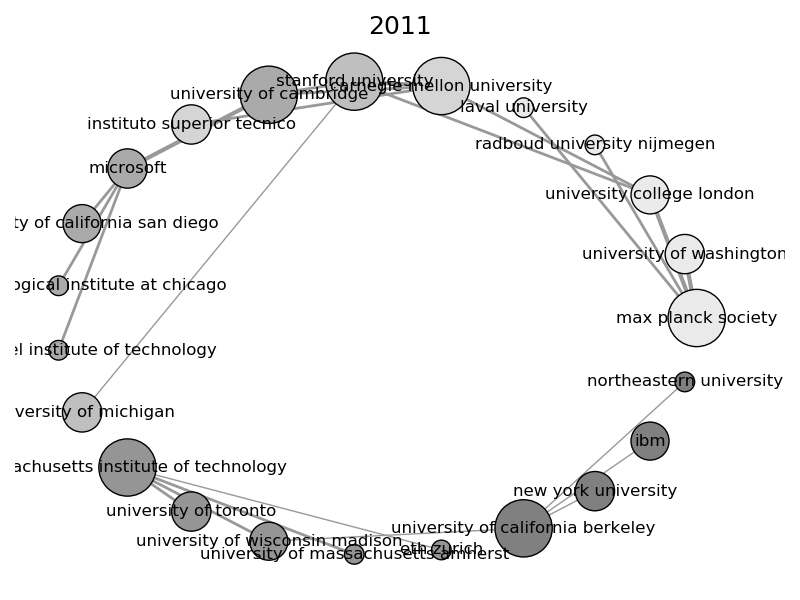 2011
stanford university
carnegie mellon university
university of cambridge
laval university
instituto superior tecnico
radboud university nijmegen
microsoft
university college london
ty of california san diego
university of washington
ogical institute at chicago
max planck society
el institute of technology
northeastern university
versity of michigan
ibm
achusetts institute of technology
new york university
university of toronto
university of california berkeley
university of wisconsin madison
eth zurich
university of massachusetts amherst